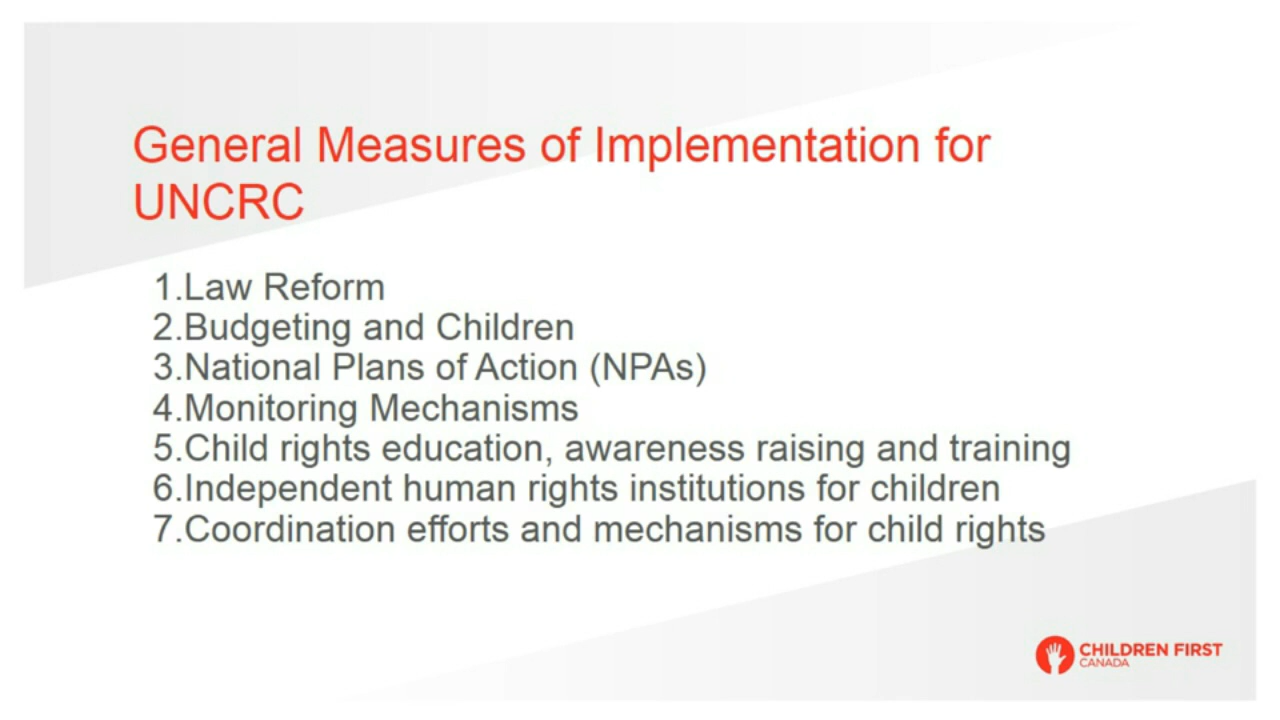 General Measures of Implementation for
UNCRC
1.Law Reform
2.Budgeting and Children
3.National Plans of Action (NPAs)
4.Monitoring Mechanisms
5.Child rights education, awareness raising and training
6.Independent human rights institutions for children
7.Coordination efforts and mechanisms for child rights
CHILDREN FIRST
CANADA